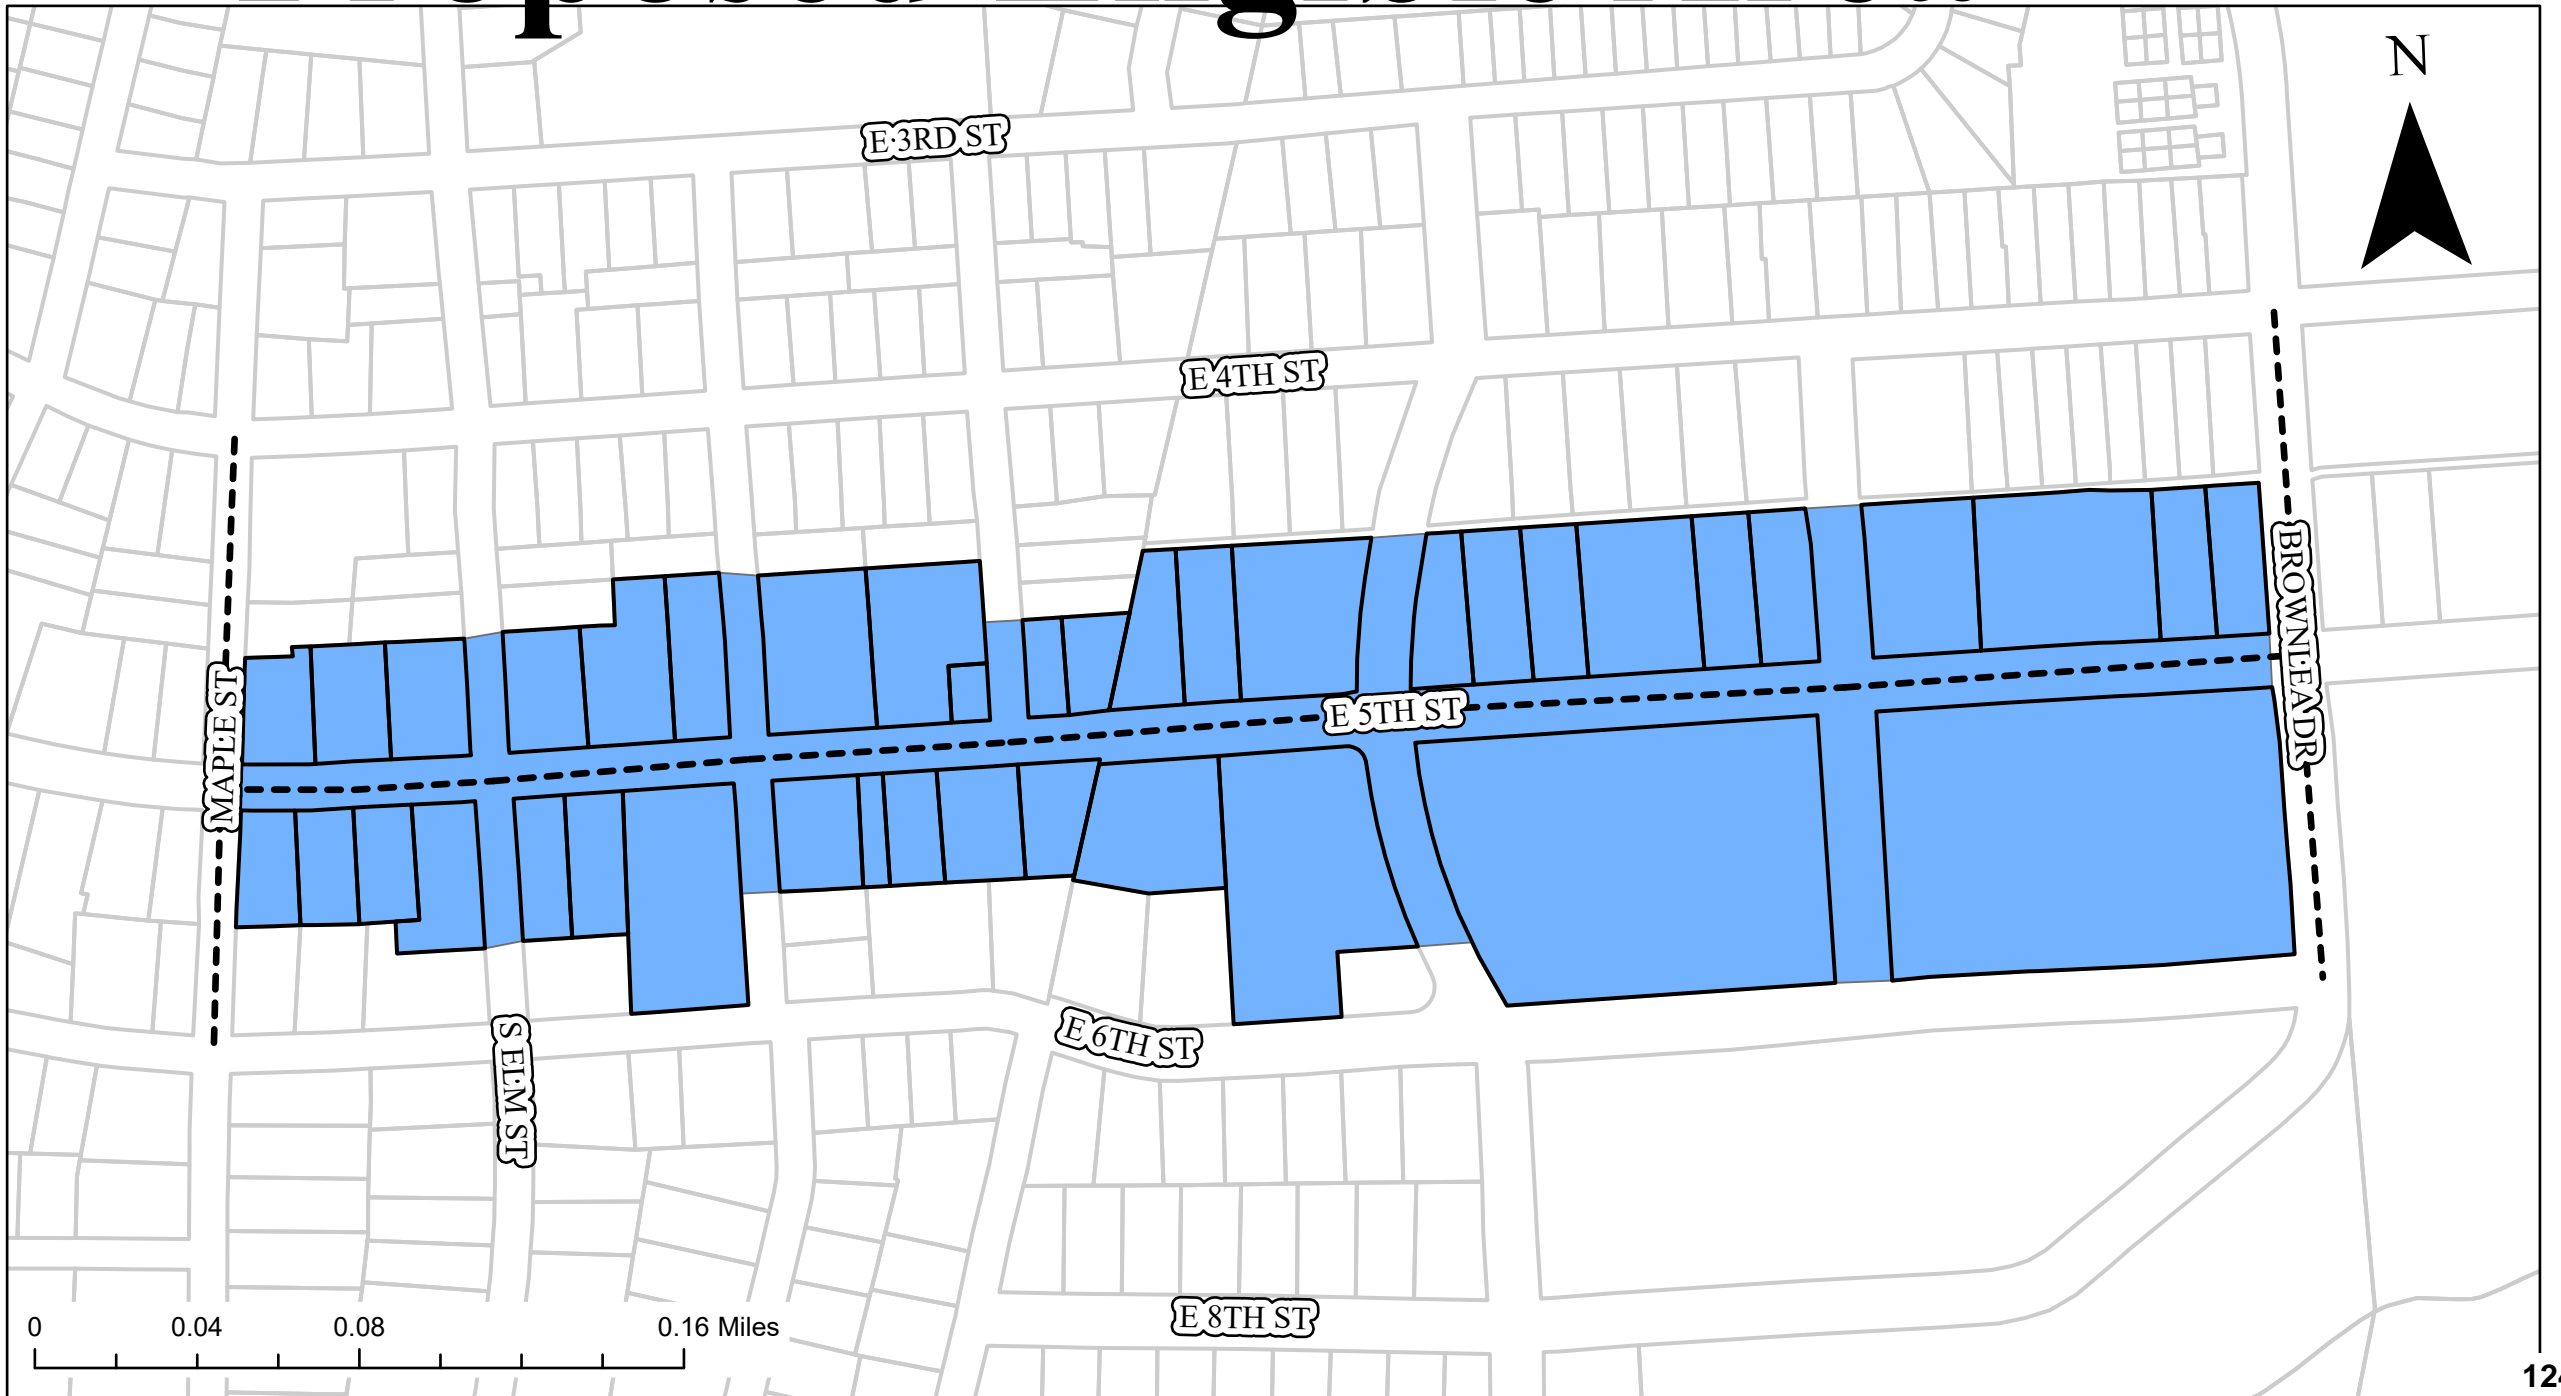 N
E 3RD ST
E 4TH ST
BROWNLEA DR
MAPLE ST
E 5TH ST
E 6TH ST
S ELM ST
E 8TH ST
0 0.04 0.08 0.16 Miles